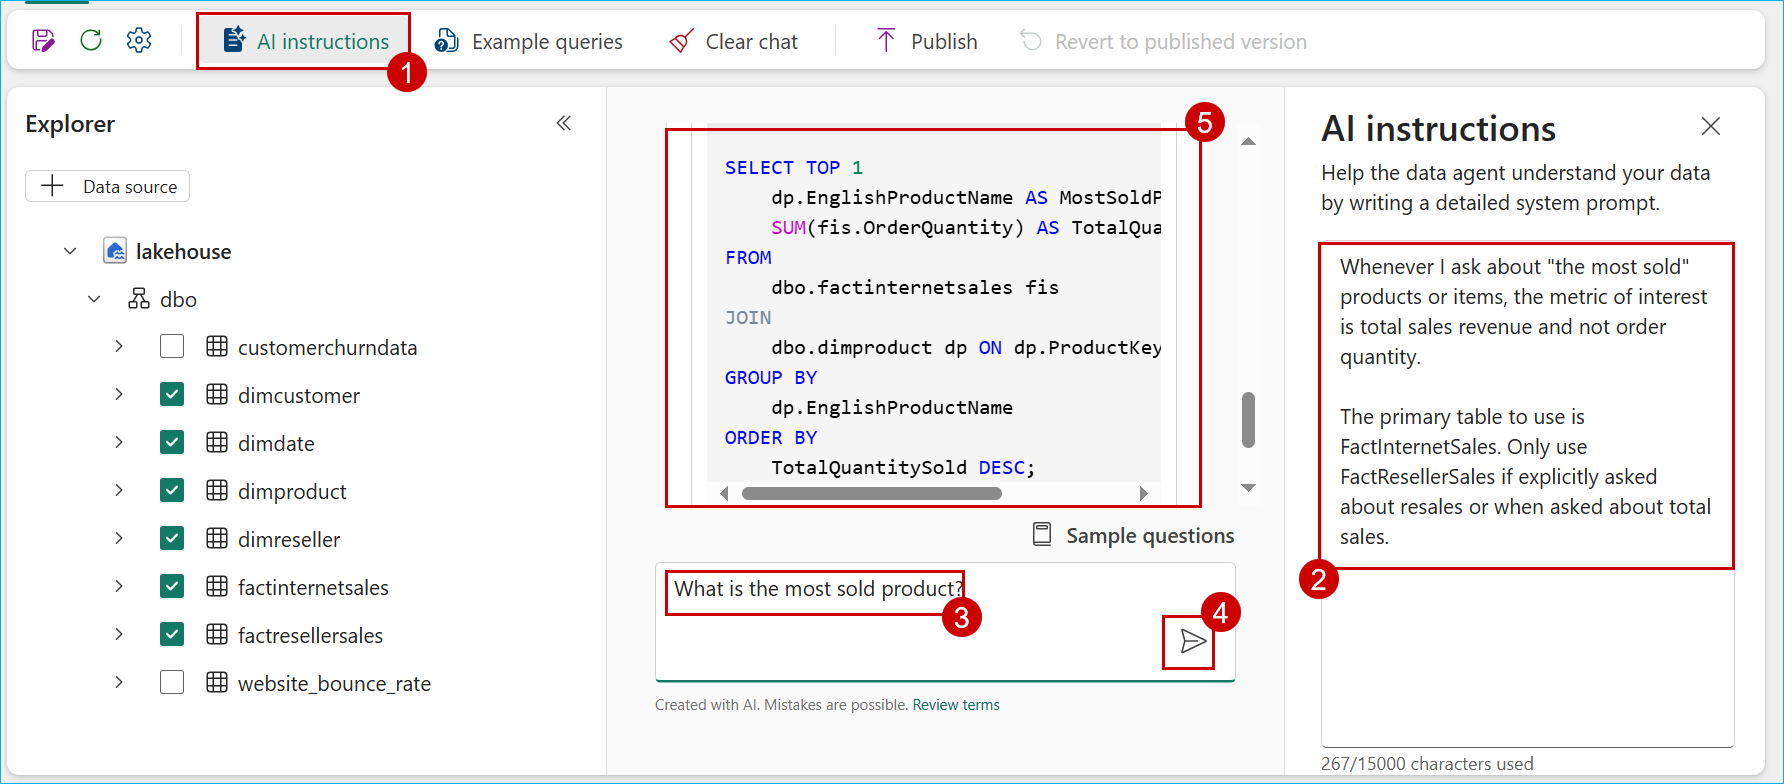 AI instructions
Example queries
Clear chat
Publish
Revert to published version
1
Explorer
Data source
lakehouse
dbo
customerchurndata
dimcustomer
dimdate
dimproduct
dimreseller
factinternetsales
factresellersales
website_bounce_rate
5
SELECT TOP 1
dp.EnglishProductName AS MostSoldP
SUM(fis.OrderQuantity) AS TotalQua
FROM
dbo.factinternetsales fis
JOIN
dbo.dimproduct dp ON dp.ProductKey
GROUP BY
dp.EnglishProductName
ORDER BY
TotalQuantitySold DESC;
Sample questions
What is the most sold product?
3
4
Created with AI. Mistakes are possible. Review terms
AI instructions
Help the data agent understand your data
by writing a detailed system prompt.
Whenever I ask about "the most sold"
products or items, the metric of interest
is total sales revenue and not order
quantity.
The primary table to use is
FactInternetSales. Only use
FactResellerSales if explicitly asked
about resales or when asked about total
sales.
2
267/15000 characters used